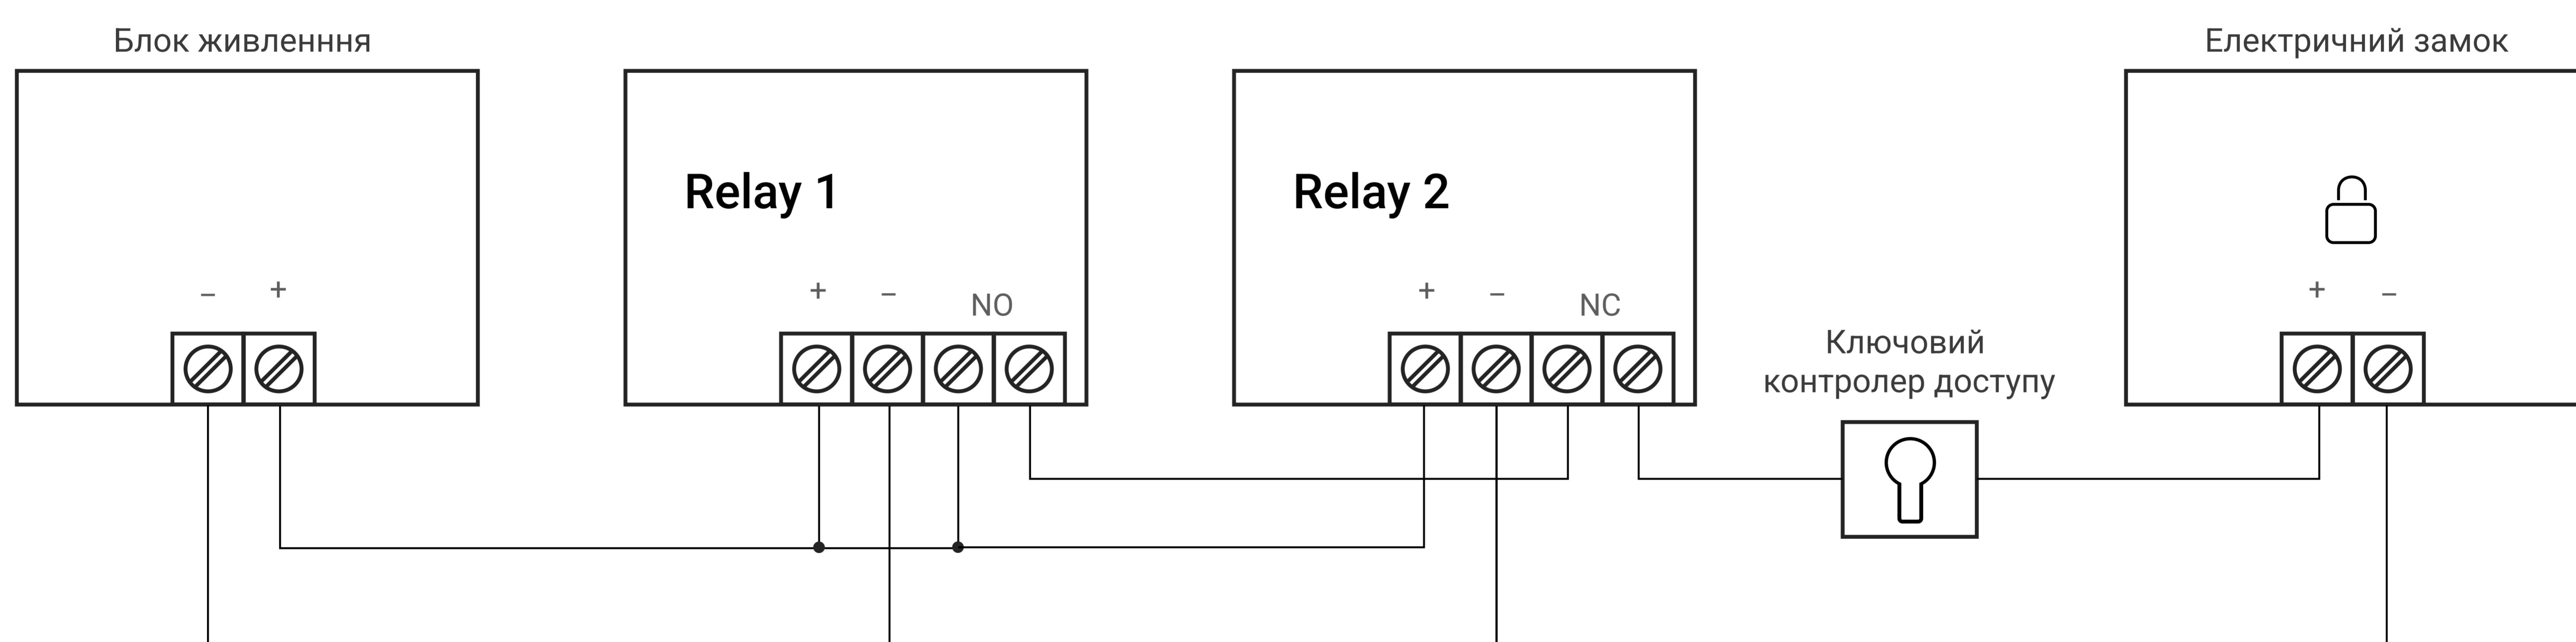 Блок живленння
Електричний замок
Relay 1
Relay 2
– +
+ – NO
+ – NC
+ –
Ключовий
контролер доступу